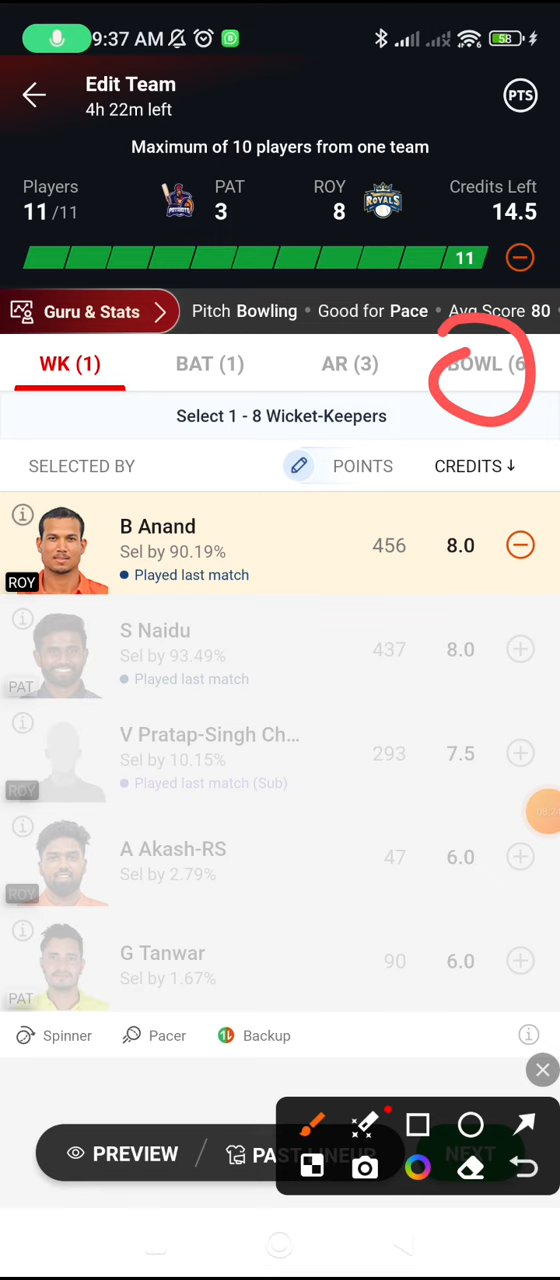 9:37 AM
58
Edit Team
4h 22m left
PTS
Maximum of 10 players from one team
Players
11/11
PAT
3
ROY
8
Credits Left
14.5
11
Guru & Stats
Pitch Bowling • Good for Pace • Avg Score 80
WK (1)
BAT (1)
AR (3)
BOWL (6
Select 1 - 8 Wicket-Keepers
SELECTED BY
POINTS
CREDITS ↓
B Anand
Sel by 90.19%
Played last match
456
8.0
ROY
S Naidu
Sel by 93.49%
Played last match
437
8.0
PAT
V Pratap-Singh Ch...
Sel by 10.15%
Played last match (Sub)
293
7.5
ROY
08:24
A Akash-RS
Sel by 2.79%
47
6.0
ROY
G Tanwar
Sel by 1.67%
90
6.0
PAT
Spinner
Pacer
Backup
PREVIEW
PAST LINEUP
NEXT